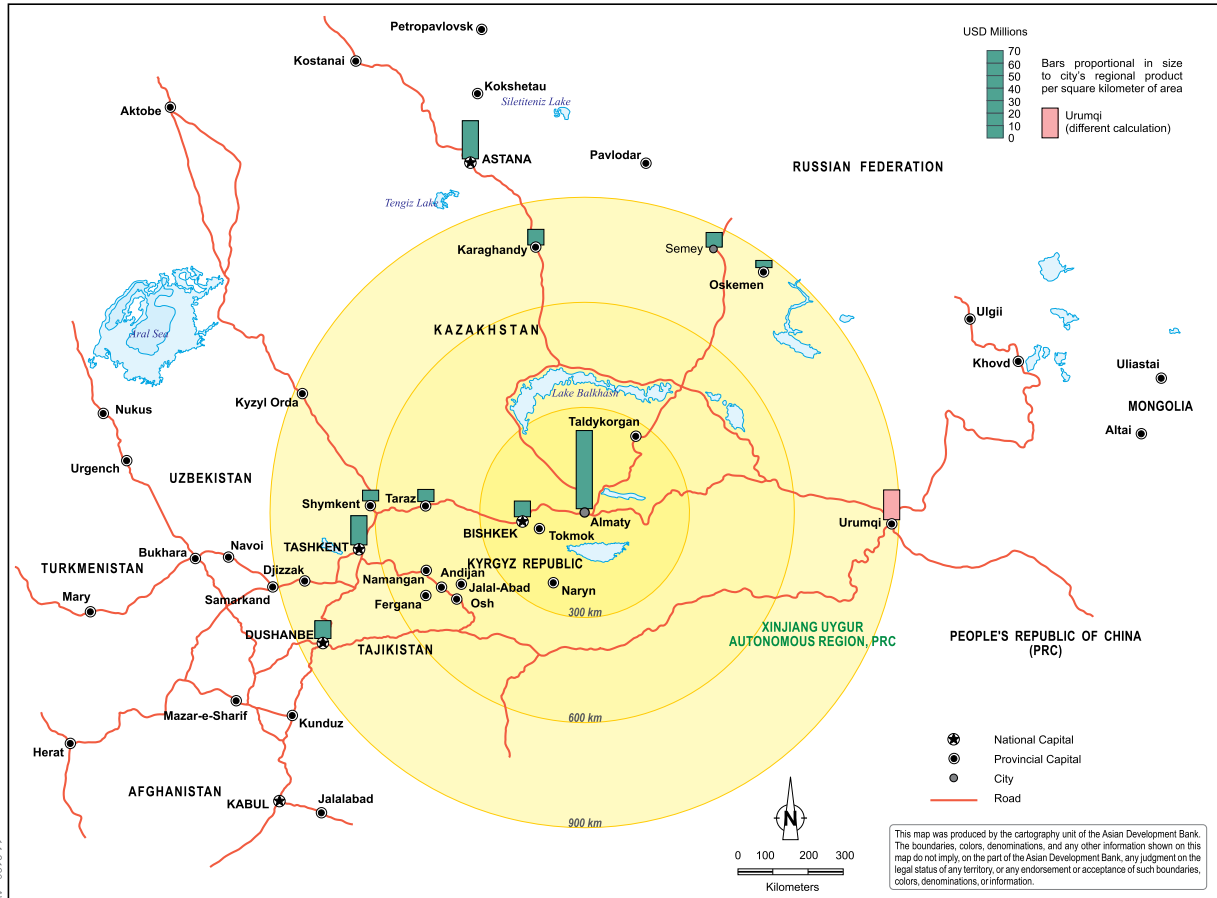 Petropavlovsk
Kostanai
Kokshetau
Siletiteniz Lake
Aktobe
ASTANA
Pavlodar
Tengiz Lake
USD Millions
70
60
50
40
30
20
10
0
Bars proportional in size
to city's regional product
per square kilometer of area
Urumqi
(different calculation)
RUSSIAN FEDERATION
Karaghandy
Semey
Oskemen
Aral Sea
KAZAKHSTAN
Ulgii
Khovd
Uliastai
MONGOLIA
Altai
Lake Balkhash
Kyzyl Orda
Nukus
Taldykorgan
Urgench
UZBEKISTAN
Shymkent
Taraz
Almaty
BISHKEK
Tokmok
Urumqi
TASHKENT
Bukhara
Navoi
TURKMENISTAN
Djizzak
KYRGYZ REPUBLIC
Namangan
Andijan
Jalal-Abad
Naryn
Mary
Samarkand
Fergana
Osh
300 km
DUSHANBE
TAJIKISTAN
XINJIANG UYGUR
AUTONOMOUS REGION, PRC
PEOPLE'S REPUBLIC OF CHINA
(PRC)
Mazar-e-Sharif
Kunduz
600 km
Herat
AFGHANISTAN
KABUL
Jalalabad
900 km
National Capital
Provincial Capital
City
Road
N
0 100 200 300
Kilometers
This map was produced by the cartography unit of the Asian Development Bank.
The boundaries, colors, denominations, and any other information shown on this
map do not imply, on the part of the Asian Development Bank, any judgment on the
legal status of any territory, or any endorsement or acceptance of such boundaries,
colors, denominations, or information.